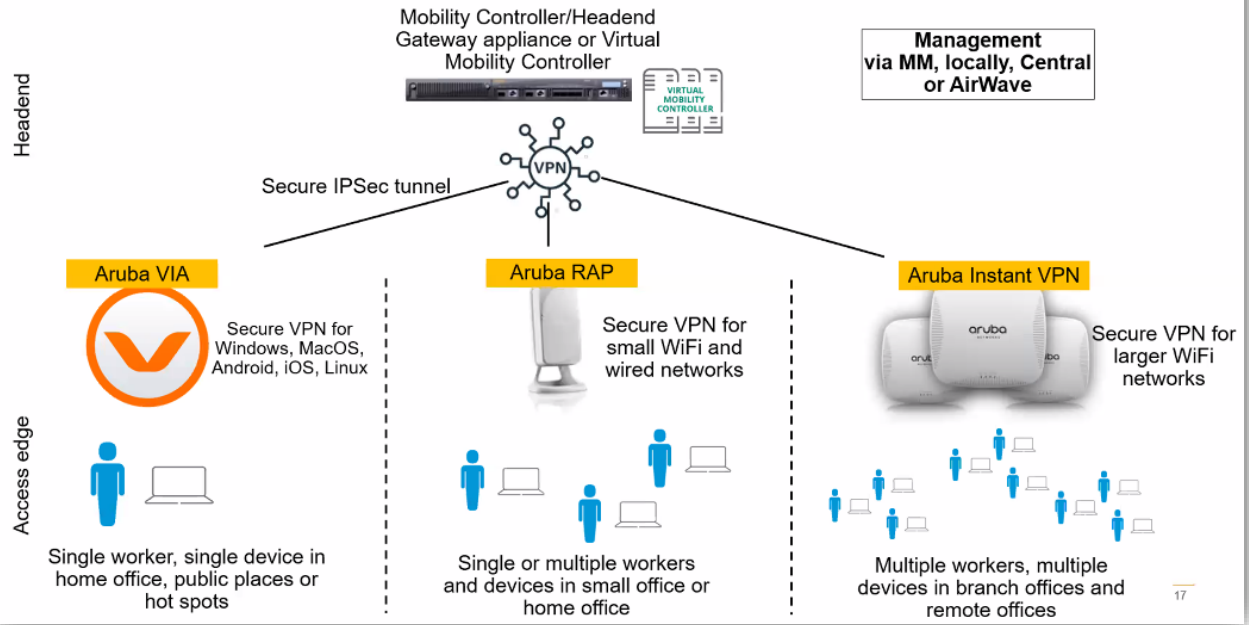 Mobility Controller/Headend
Gateway appliance or Virtual
Mobility Controller
Management
via MM, locally, Central
or AirWave
Headend
VIRTUAL
MOBILITY
CONTROLLER
VPN
Secure IPSec tunnel
Aruba VIA
Secure VPN for
Windows, MacOS,
Android, iOS, Linux
Aruba RAP
Secure VPN for
small WiFi and
wired networks
Aruba Instant VPN
aruba
NETWORKS
Secure VPN for
larger WiFi
networks
Access edge
Single worker, single device in
home office, public places or
hot spots
Single or multiple workers
and devices in small office or
home office
Multiple workers, multiple
devices in branch offices and
remote offices
17